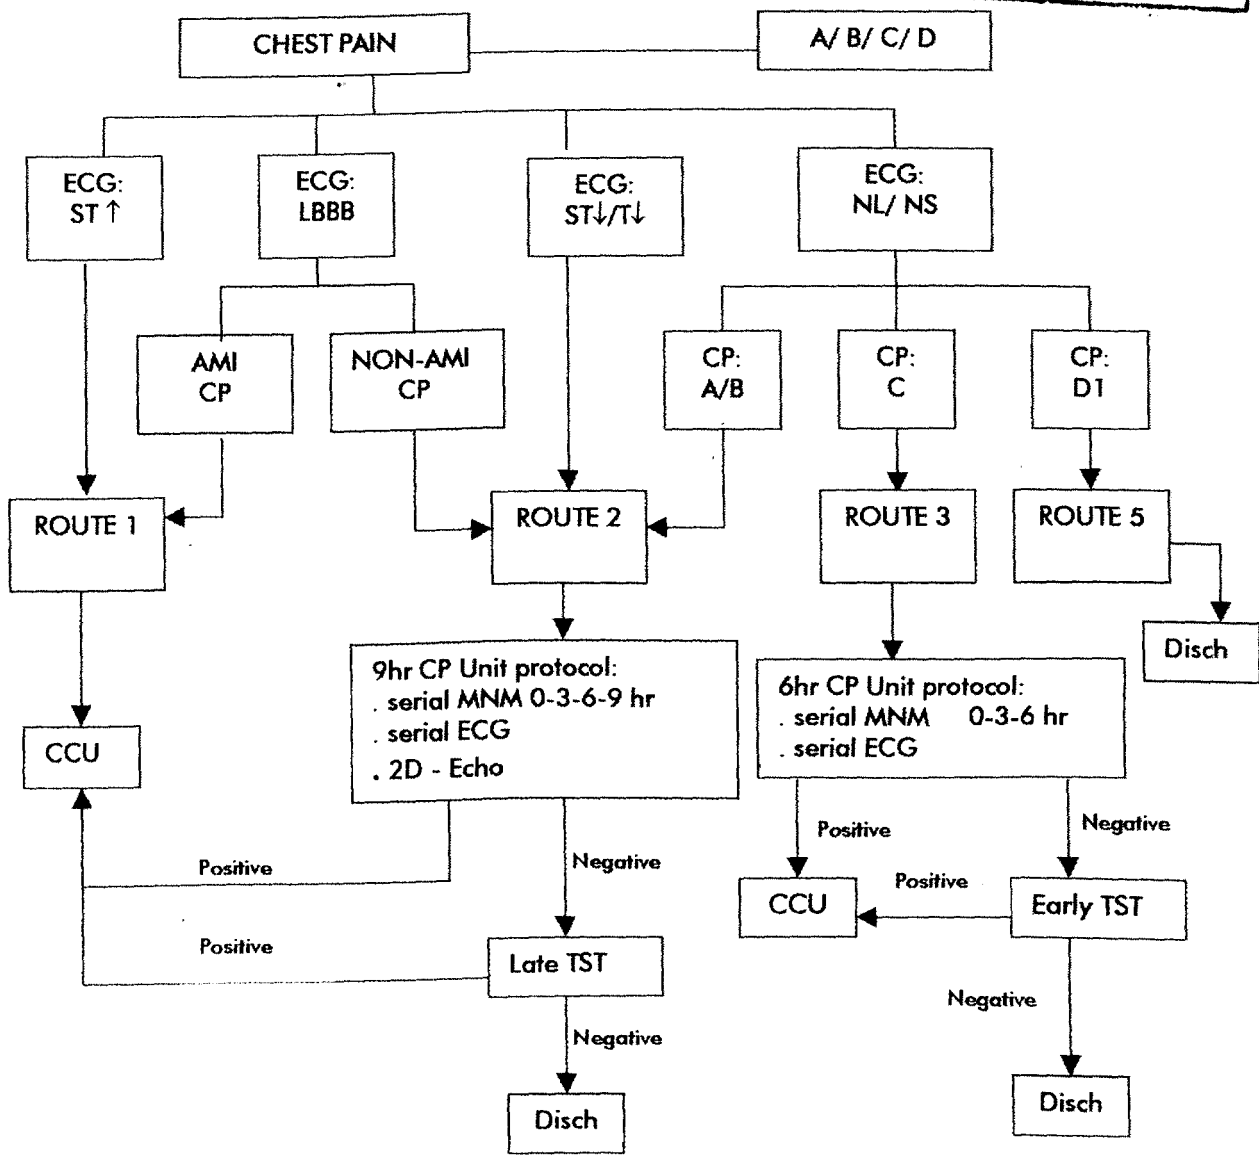 CHEST PAIN
A/ B/ C/ D
ECG:
ST ↑
ECG:
LBBB
ECG:
ST↓/T↓
ECG:
NL/ NS
AMI
CP
NON-AMI
CP
CP:
A/B
CP:
C
CP:
D1
ROUTE 1
ROUTE 2
ROUTE 3
ROUTE 5
Disch
9hr CP Unit protocol:
. serial MNM 0-3-6-9 hr
. serial ECG
. 2D - Echo
6hr CP Unit protocol:
. serial MNM 0-3-6 hr
. serial ECG
CCU
Positive
Negative
Positive
Negative
Positive
CCU
Early TST
Positive
Late TST
Negative
Negative
Disch
Disch